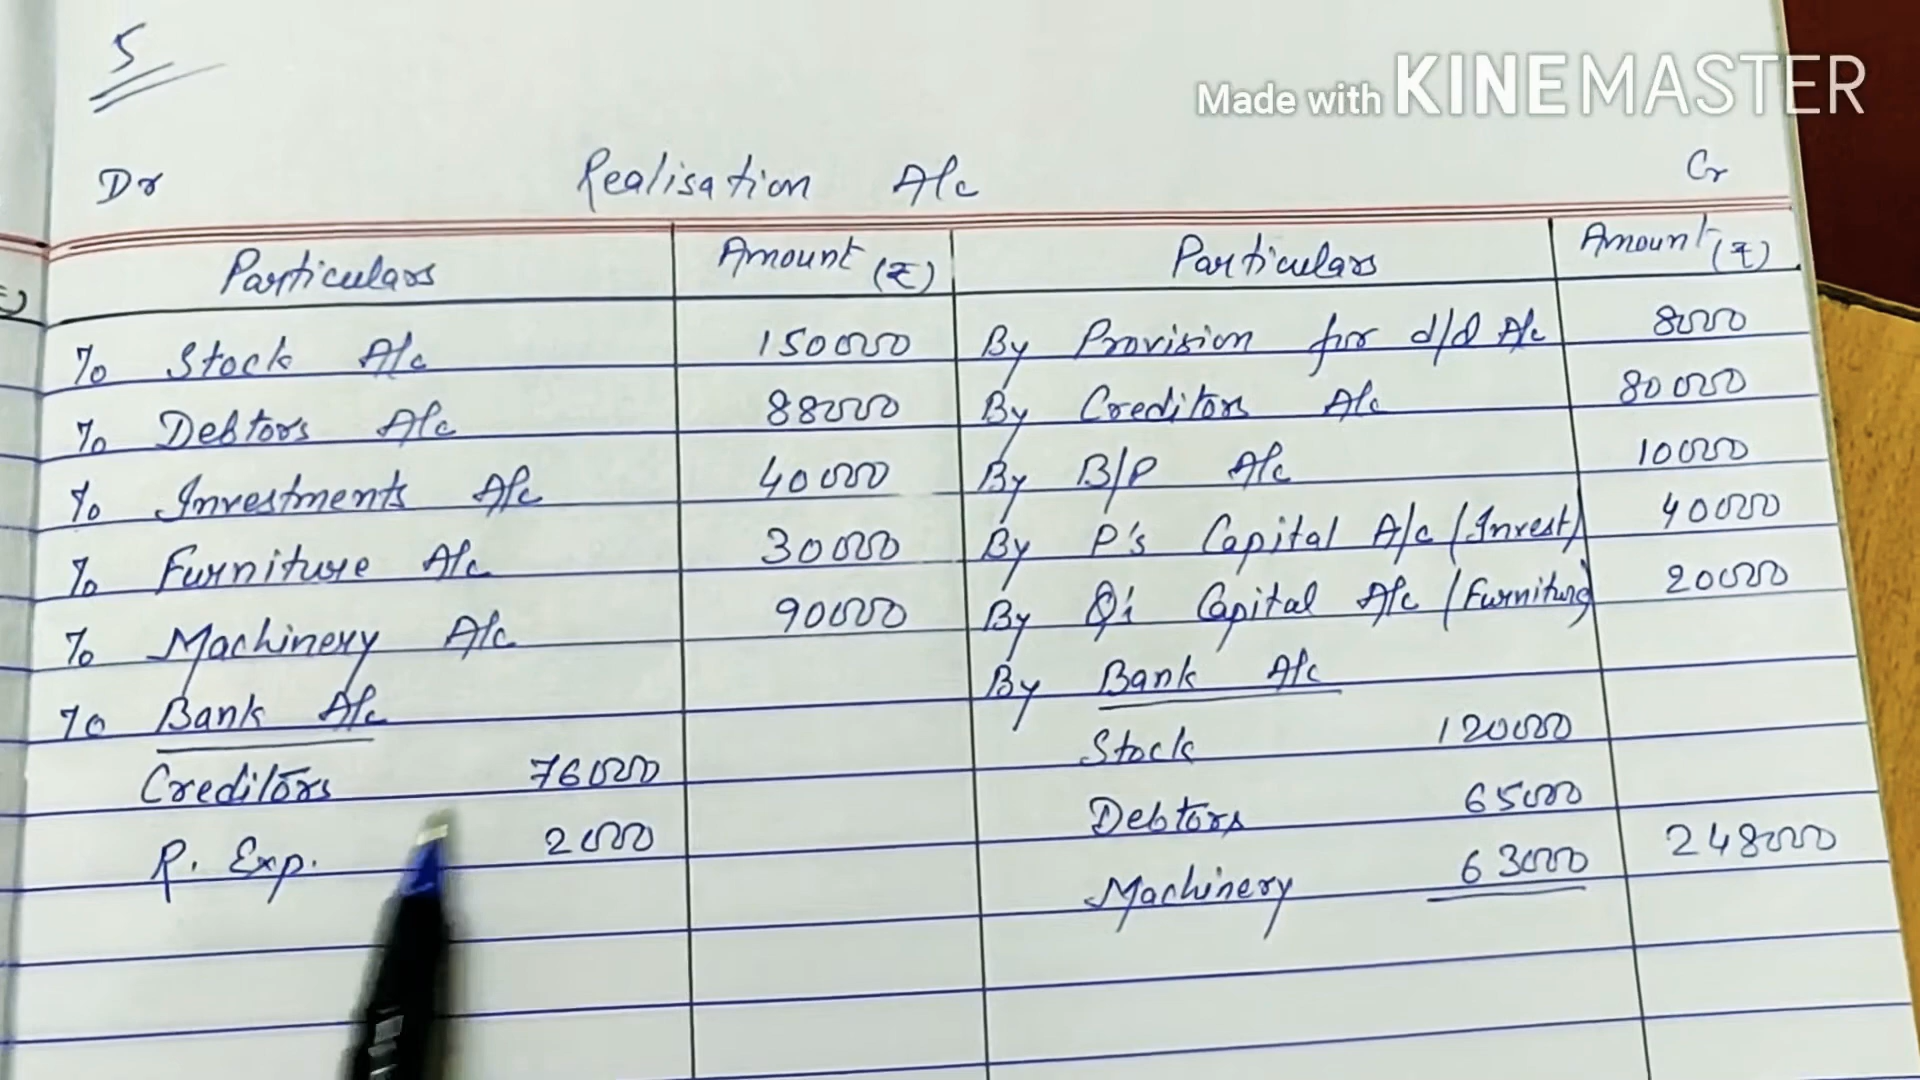 5
Made with KINEMASTER
Dr Realisation A/c Cr
Particulars Amount (₹) Particulars Amount (₹)
To Stock A/c 150000 By Provision for d/d A/c 8000
To Debtors A/c 88000 By Creditors A/c 80000
To Investments A/c 40000 By B/P A/c 10000
To Furniture A/c 30000 By P's Capital A/c (Invest) 40000
To Machinery A/c 90000 By Q's Capital A/c (Furniture) 20000
To Bank A/c By Bank A/c
Creditors 76000 Stock 120000
R. Exp. 2000 Debtors 65000
Machinery 63000 248000